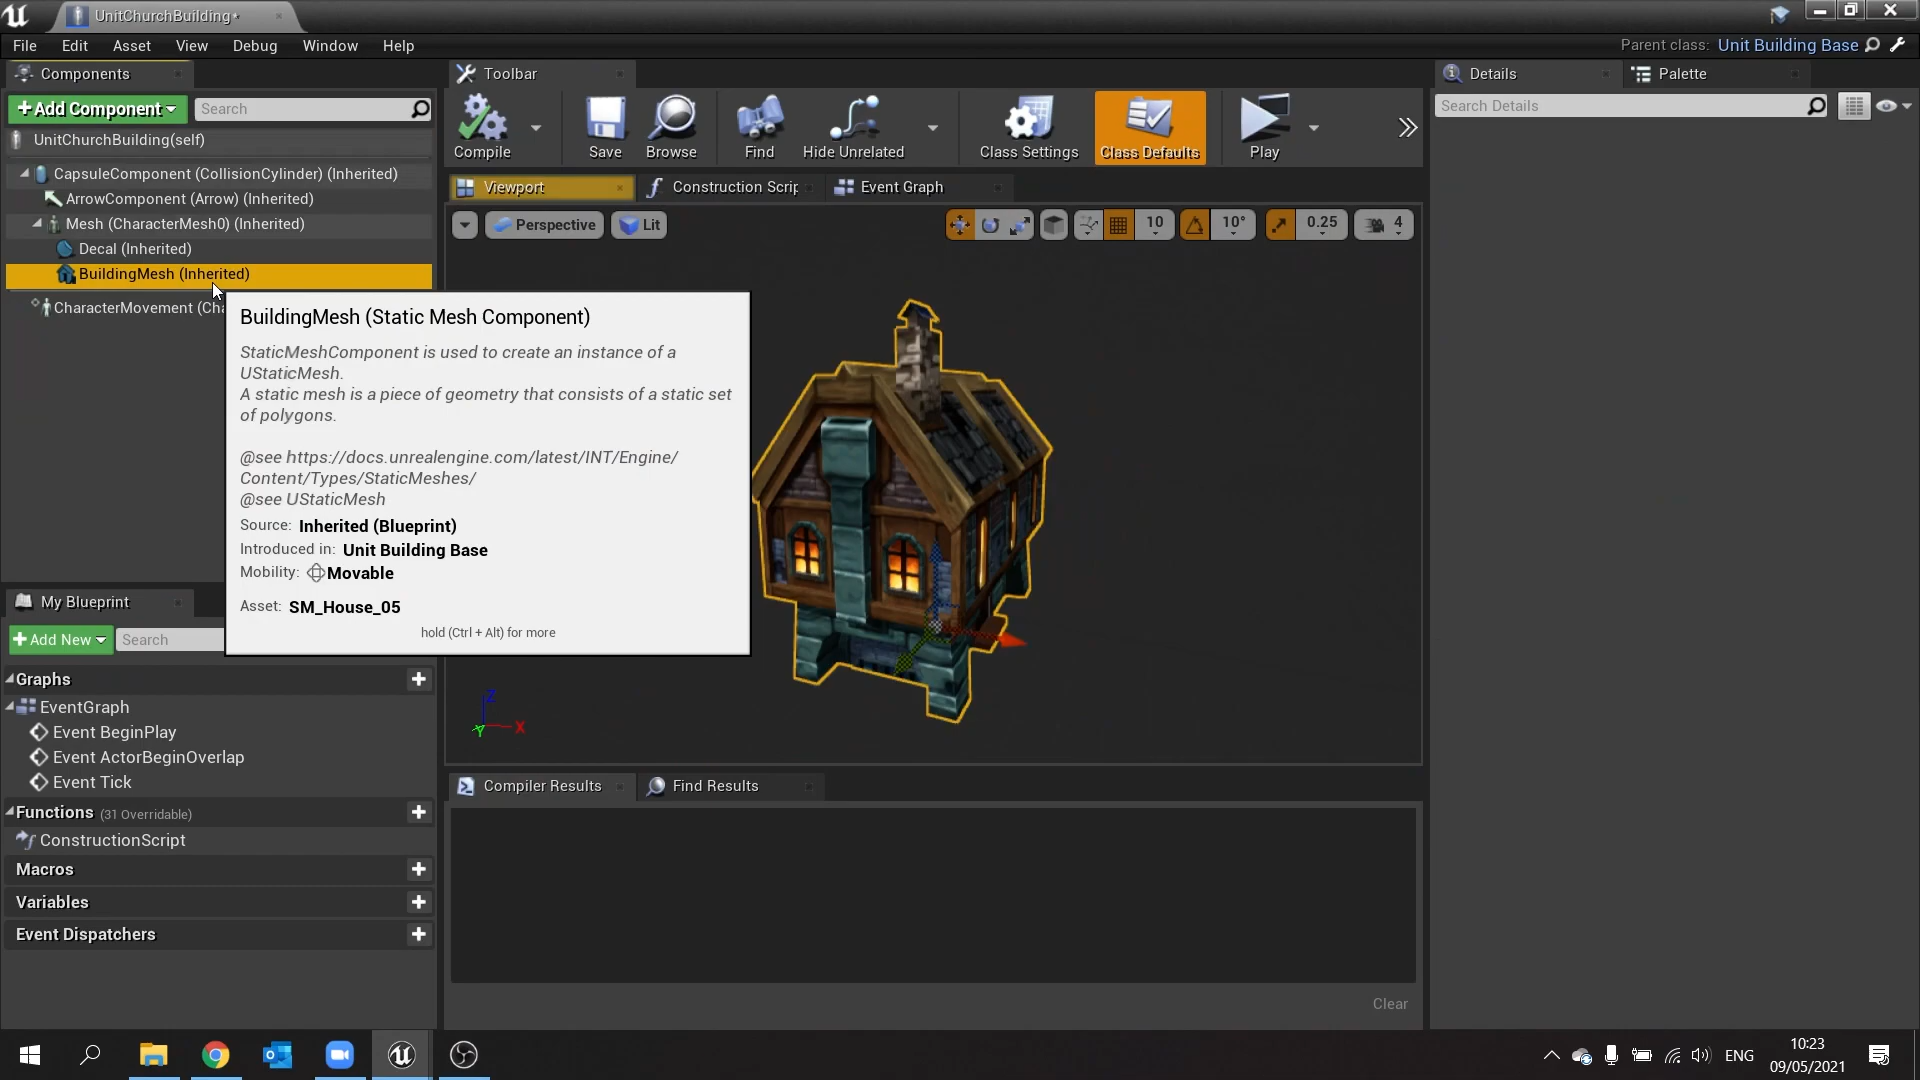 UnitChurchBuilding*
File Edit Asset View Debug Window Help
Parent class: Unit Building Base
Components
Toolbar
Details
Palette
Add Component
Search
Search Details
UnitChurchBuilding(self)
Compile
Save
Browse
Find
Hide Unrelated
Class Settings
Class Defaults
Play
CapsuleComponent (CollisionCylinder) (Inherited)
ArrowComponent (Arrow) (Inherited)
Mesh (CharacterMesh0) (Inherited)
Decal (Inherited)
BuildingMesh (Inherited)
CharacterMovement (Cha
Viewport
Construction Scrip
Event Graph
Perspective
Lit
10
10°
0.25
4
BuildingMesh (Static Mesh Component)
StaticMeshComponent is used to create an instance of a
UStaticMesh.
A static mesh is a piece of geometry that consists of a static set
of polygons.
@see https://docs.unrealengine.com/latest/INT/Engine/
Content/Types/StaticMeshes/
@see UStaticMesh
Source: Inherited (Blueprint)
Introduced in: Unit Building Base
Mobility: Movable
Asset: SM_House_05
hold (Ctrl + Alt) for more
Z
X
Y
My Blueprint
Add New
Search
Graphs
EventGraph
Event BeginPlay
Event ActorBeginOverlap
Event Tick
Functions (31 Overridable)
ConstructionScript
Macros
Variables
Event Dispatchers
Compiler Results
Find Results
Clear
ENG
10:23
09/05/2021